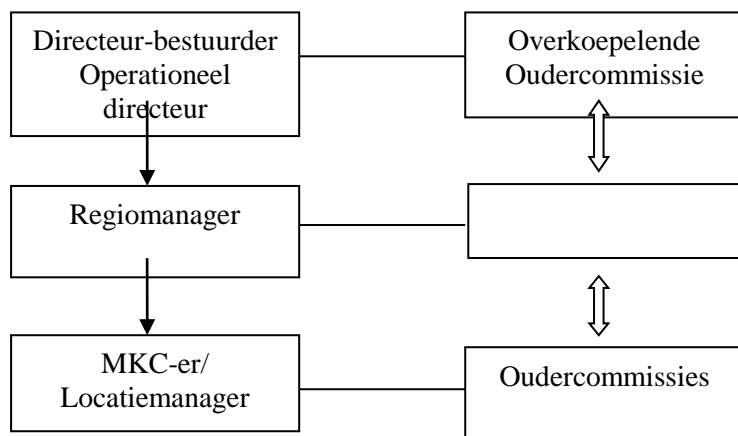 Directeur-bestuurder
Operationeel
directeur
Overkoepelende
Oudercommissie
Regiomanager
MKC-er/
Locatiemanager
Oudercommissies